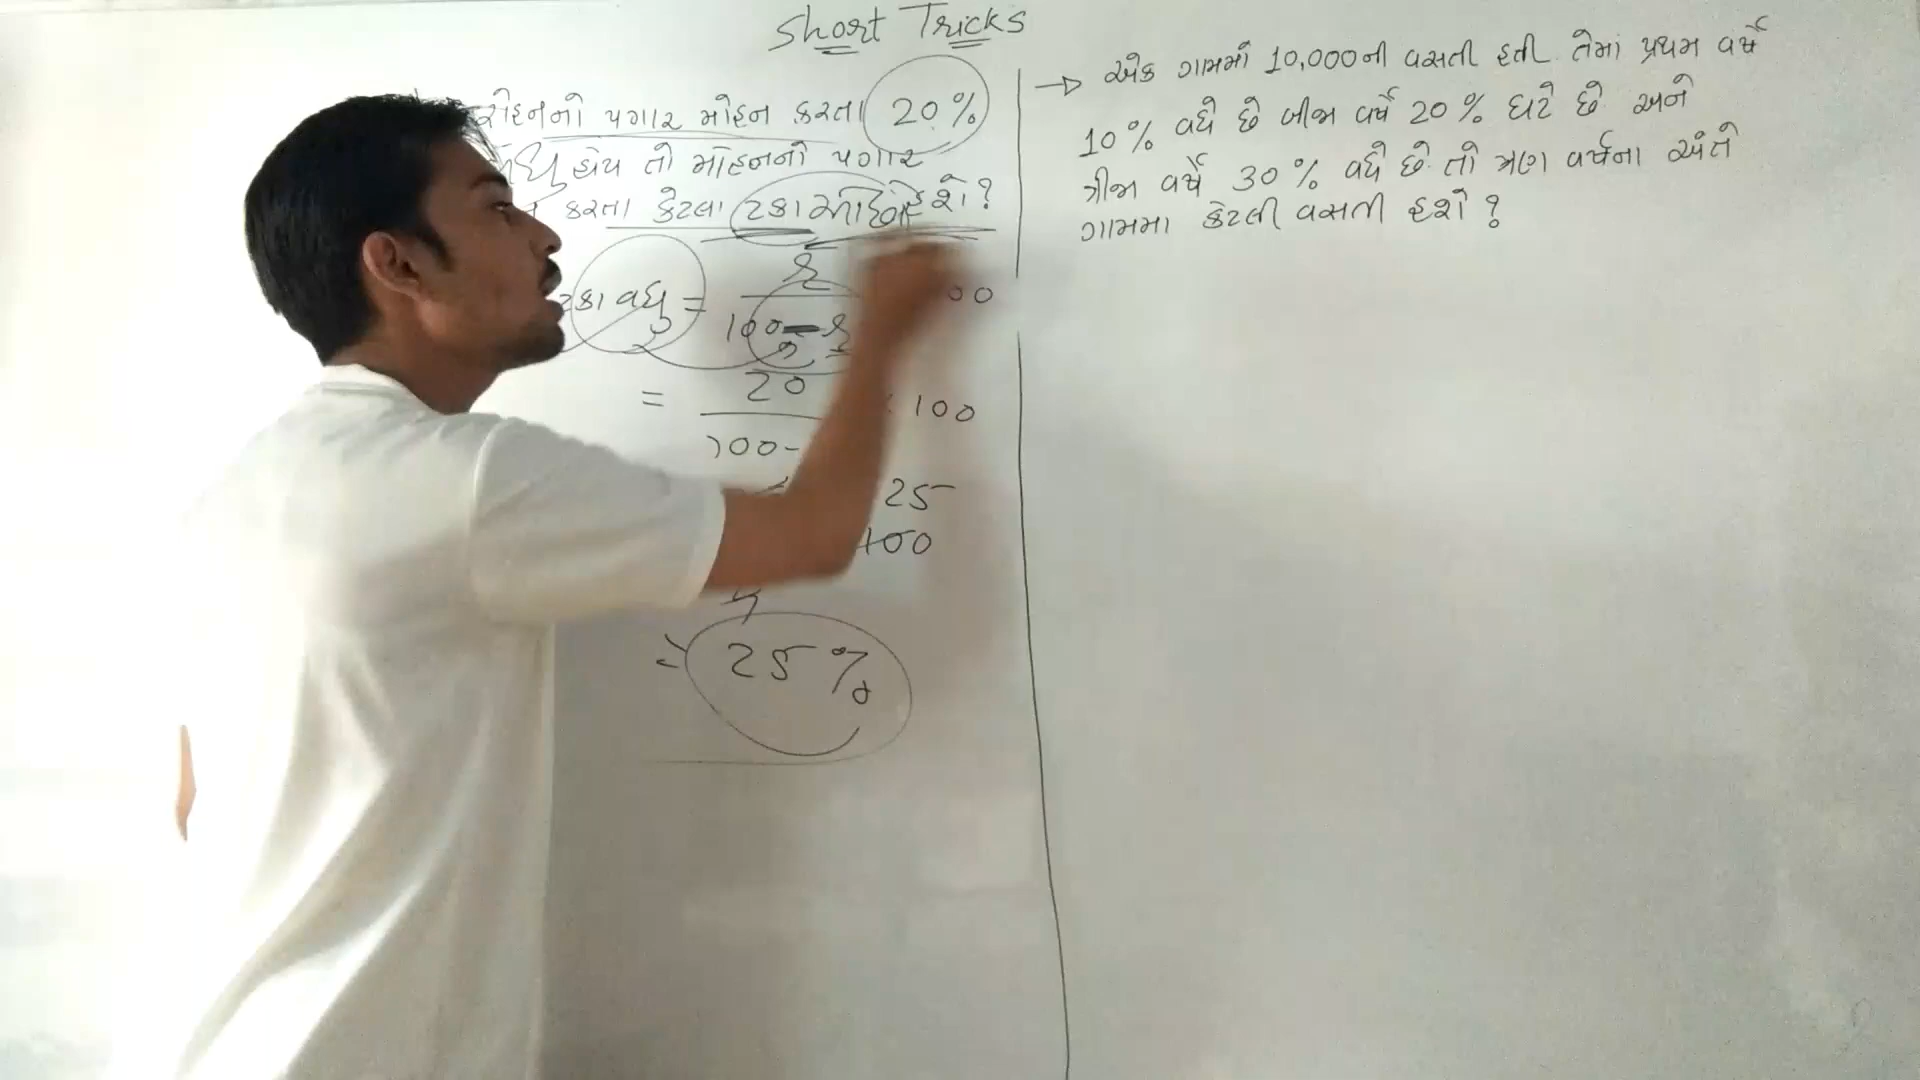 Short Tricks
રોહનનો પગાર મોહન કરતા 20%
હોય તો મોહનનો પગાર
કરતા કેટલા ટકા હશે?
ટકા વધુ =
= 20 100
100-
25
100
= 25%
→ એક ગામમાં 10,000ની વસતી હતી તેમાં પ્રથમ વર્ષે
10% વધે છે બીજા વર્ષે 20% ઘટે છે અને
ત્રીજા વર્ષે 30% વધે છે તો ત્રણ વર્ષના અંતે
ગામમા કેટલી વસતી હશે?